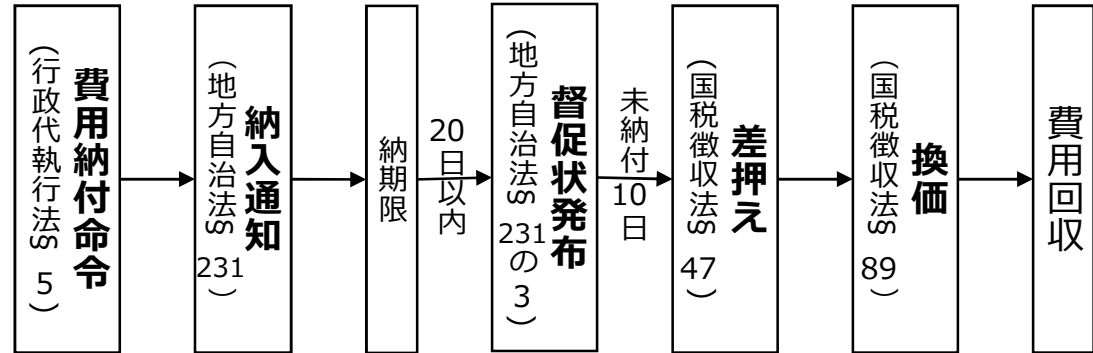 費用納付命令
（行政代執行法§5）
納入通知
（地方自治法§231）
納期限
20日以内
督促状発布
（地方自治法§231の3）
未納付10日
差押え
（国税徴収法§47）
換価
（国税徴収法§89）
費用回収